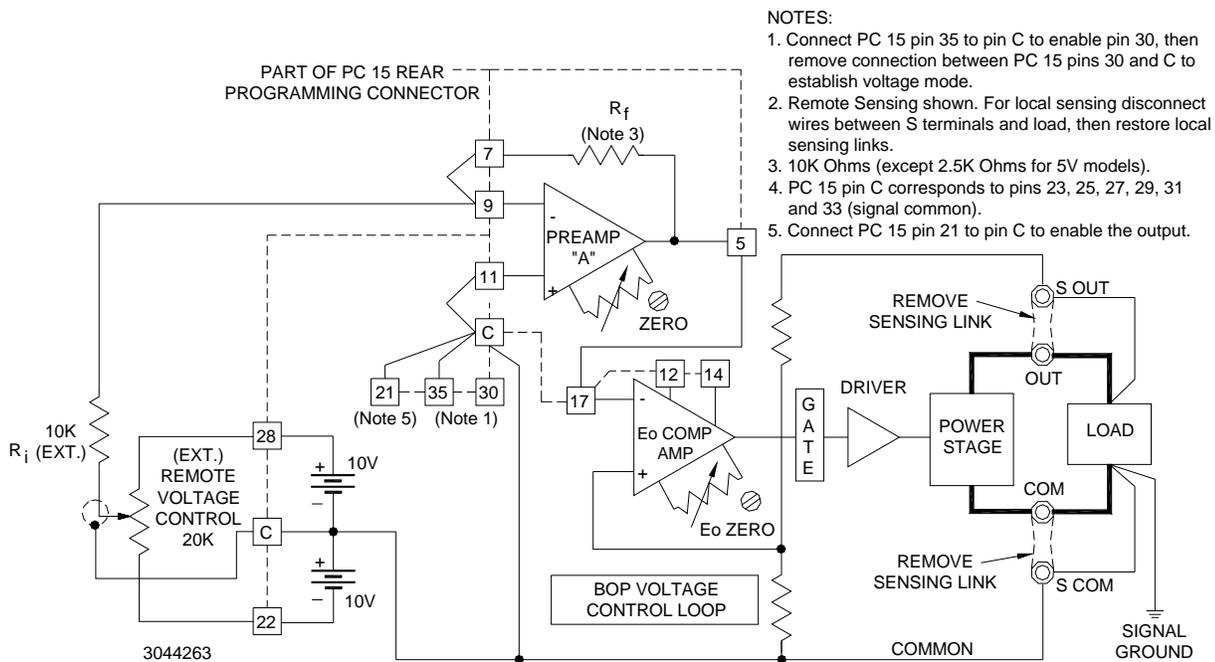 NOTES:
1. Connect PC 15 pin 35 to pin C to enable pin 30, then
remove connection between PC 15 pins 30 and C to
establish voltage mode.
2. Remote Sensing shown. For local sensing disconnect
wires between S terminals and load, then restore local
sensing links.
3. 10K Ohms (except 2.5K Ohms for 5V models).
4. PC 15 pin C corresponds to pins 23, 25, 27, 29, 31
and 33 (signal common).
5. Connect PC 15 pin 21 to pin C to enable the output.
PART OF PC 15 REAR
PROGRAMMING CONNECTOR
Rf
(Note 3)
7
9
-
PREAMP
"A"
+
5
11
ZERO
C
21
35
30
(Note 5)
(Note 1)
17
12
14
-
Eo COMP
AMP
+
Eo ZERO
GATE
DRIVER
POWER
STAGE
LOAD
S OUT
REMOVE
SENSING LINK
OUT
COM
REMOVE
SENSING LINK
S COM
SIGNAL
GROUND
10K
Ri (EXT.)
(EXT.)
REMOTE
VOLTAGE
CONTROL
20K
28
+
10V
–
C
+
10V
–
22
BOP VOLTAGE
CONTROL LOOP
COMMON
3044263